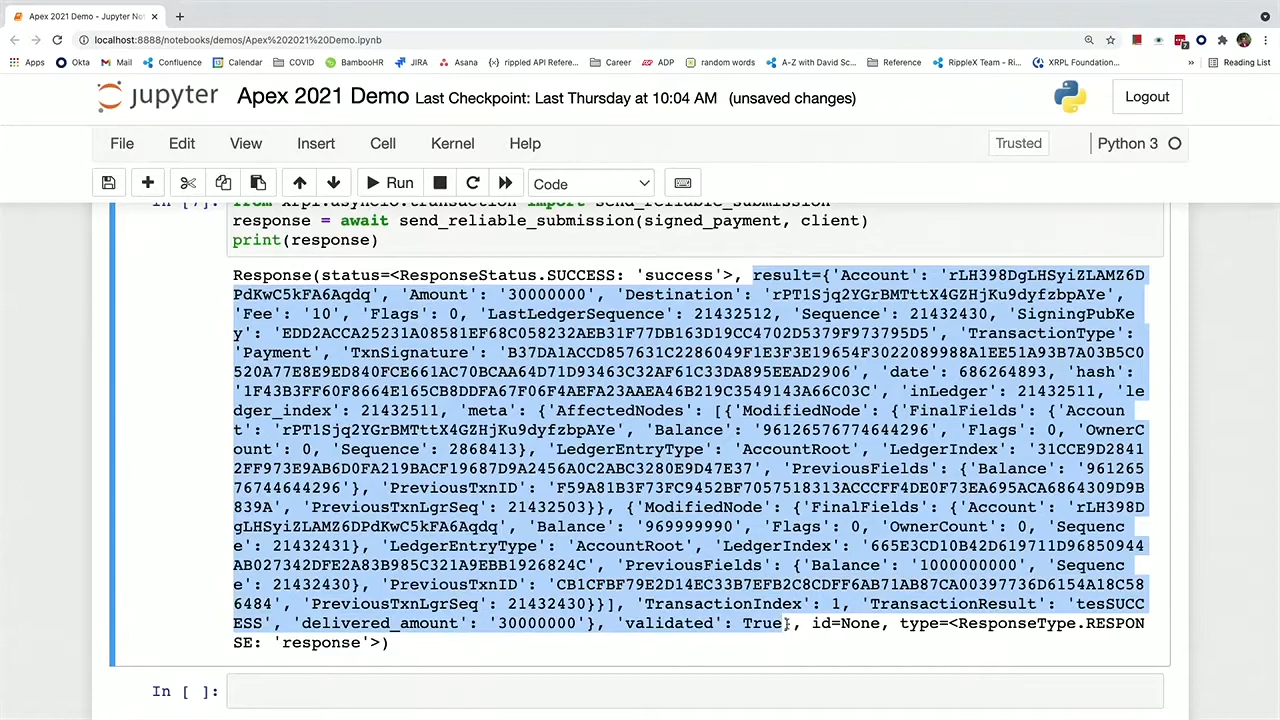 Apex 2021 Demo - Jupyter No
localhost:8888/notebooks/demos/Apex%202021%20Demo.ipynb
Apps Okta Mail Confluence Calendar COVID BambooHR JIRA Asana {} rippled API Refere... Career ADP random words A-Z with David Sc... Reference RippleX Team - Ri... XRPL Foundation... » Reading List
jupyter Apex 2021 Demo Last Checkpoint: Last Thursday at 10:04 AM (unsaved changes) Logout
File Edit View Insert Cell Kernel Help Trusted Python 3
Run Code
In [7]: from xrpl.asyncio.transaction import send_reliable_submission
response = await send_reliable_submission(signed_payment, client)
print(response)
Response(status=<ResponseStatus.SUCCESS: 'success'>, result={'Account': 'rLH398DgLHSyiZLAMZ6D
PdKwC5kFA6Aqdq', 'Amount': '30000000', 'Destination': 'rPT1Sjq2YGrBMTttX4GZHjKu9dyfzbpAYe',
'Fee': '10', 'Flags': 0, 'LastLedgerSequence': 21432512, 'Sequence': 21432430, 'SigningPubKe
y': 'EDD2ACCA25231A08581EF68C058232AEB31F77DB163D19CC4702D5379F973795D5', 'TransactionType':
'Payment', 'TxnSignature': 'B37DA1ACCD857631C2286049F1E3F3E19654F3022089988A1EE51A93B7A03B5C0
520A77E8E9ED840FCE661AC70BCAA64D71D93463C32AF61C33DA895EEAD2906', 'date': 686264893, 'hash':
'1F43B3FF60F8664E165CB8DDFA67F06F4AEFA23AAEA46B219C3549143A66C03C', 'inLedger': 21432511, 'le
dger_index': 21432511, 'meta': {'AffectedNodes': [{'ModifiedNode': {'FinalFields': {'Accoun
t': 'rPT1Sjq2YGrBMTttX4GZHjKu9dyfzbpAYe', 'Balance': '96126576774644296', 'Flags': 0, 'OwnerC
ount': 0, 'Sequence': 2868413}, 'LedgerEntryType': 'AccountRoot', 'LedgerIndex': '31CCE9D2841
2FF973E9AB6D0FA219BACF19687D9A2456A0C2ABC3280E9D47E37', 'PreviousFields': {'Balance': '961265
76744644296'}, 'PreviousTxnID': 'F59A81B3F73FC9452BF7057518313ACCCFF4DE0F73EA695ACA6864309D9B
839A', 'PreviousTxnLgrSeq': 21432503}}, {'ModifiedNode': {'FinalFields': {'Account': 'rLH398D
gLHSyiZLAMZ6DPdKwC5kFA6Aqdq', 'Balance': '969999990', 'Flags': 0, 'OwnerCount': 0, 'Sequenc
e': 21432431}, 'LedgerEntryType': 'AccountRoot', 'LedgerIndex': '665E3CD10B42D619711D96850944
AB027342DFE2A83B985C321A9EBB1926824C', 'PreviousFields': {'Balance': '1000000000', 'Sequenc
e': 21432430}, 'PreviousTxnID': 'CB1CFBF79E2D14EC33B7EFB2C8CDFF6AB71AB87CA00397736D6154A18C58
6484', 'PreviousTxnLgrSeq': 21432430}}], 'TransactionIndex': 1, 'TransactionResult': 'tesSUCC
ESS', 'delivered_amount': '30000000'}, 'validated': True}, id=None, type=<ResponseType.RESPON
SE: 'response'>)
In [ ]: